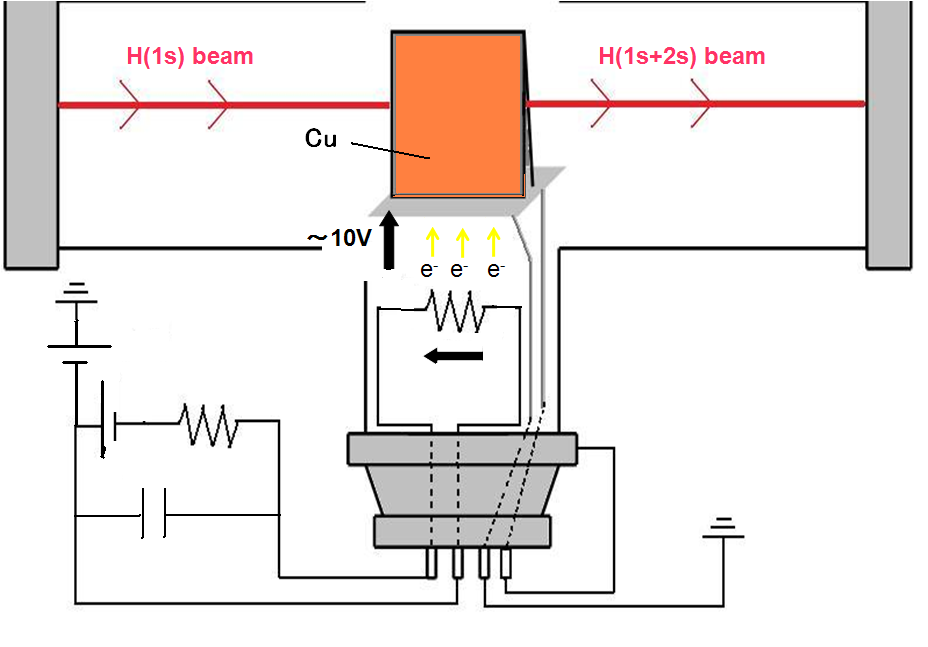 H(1s) beam
H(1s+2s) beam
Cu
～10V
e- e- e-